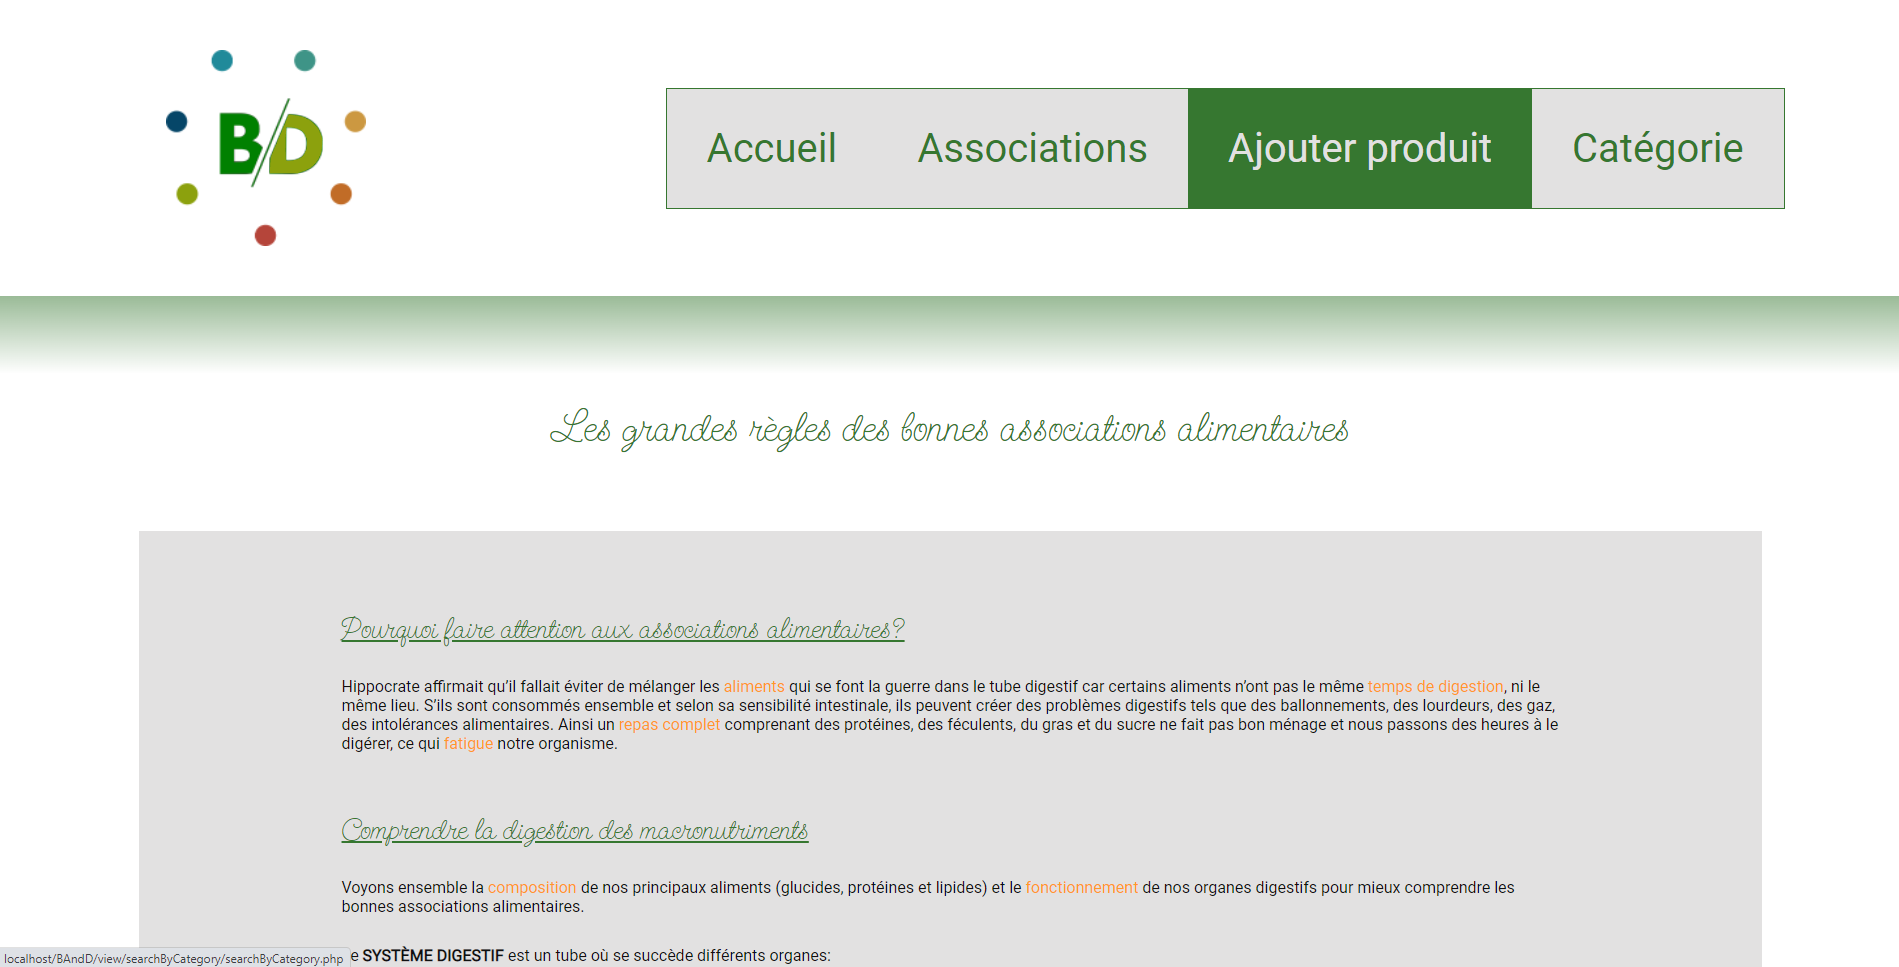 B/D
Accueil Associations Ajouter produit Catégorie
Les grandes règles des bonnes associations alimentaires
Pourquoi faire attention aux associations alimentaires?
Hippocrate affirmait qu’il fallait éviter de mélanger les aliments qui se font la guerre dans le tube digestif car certains aliments n’ont pas le même temps de digestion, ni le
même lieu. S’ils sont consommés ensemble et selon sa sensibilité intestinale, ils peuvent créer des problèmes digestifs tels que des ballonnements, des lourdeurs, des gaz,
des intolérances alimentaires. Ainsi un repas complet comprenant des protéines, des féculents, du gras et du sucre ne fait pas bon ménage et nous passons des heures à le
digérer, ce qui fatigue notre organisme.
Comprendre la digestion des macronutriments
Voyons ensemble la composition de nos principaux aliments (glucides, protéines et lipides) et le fonctionnement de nos organes digestifs pour mieux comprendre les
bonnes associations alimentaires.
e SYSTÈME DIGESTIF est un tube où se succède différents organes:
localhost/BAndD/view/searchByCategory/searchByCategory.php